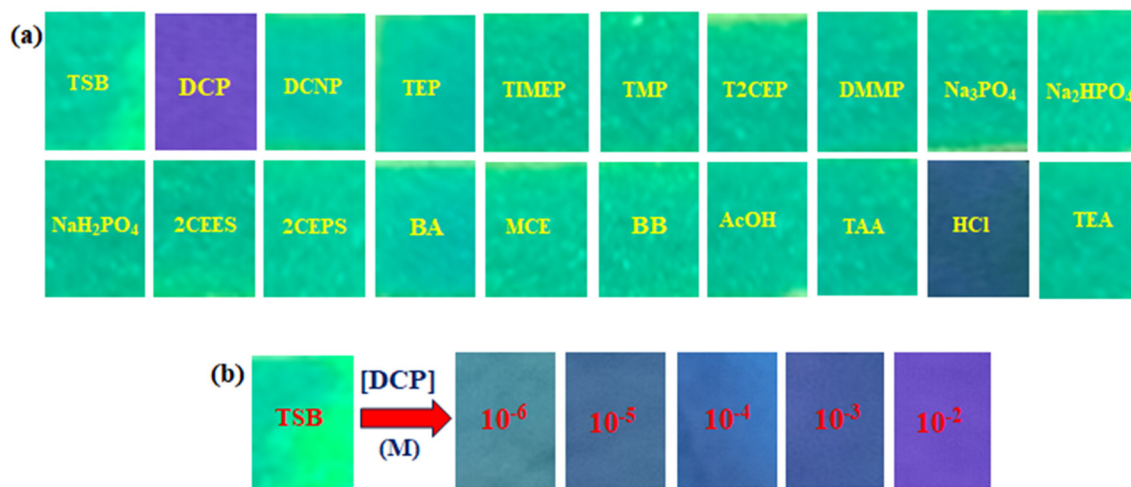 (a)
TSB DCP DCNP TEP TIMEP TMP T2CEP DMMP Na₃PO₄ Na₂HPO₄
NaH₂PO₄ 2CEES 2CEPS BA MCE BB AcOH TAA HCl TEA
(b)
TSB [DCP] 10⁻⁶ 10⁻⁵ 10⁻⁴ 10⁻³ 10⁻²
(M)